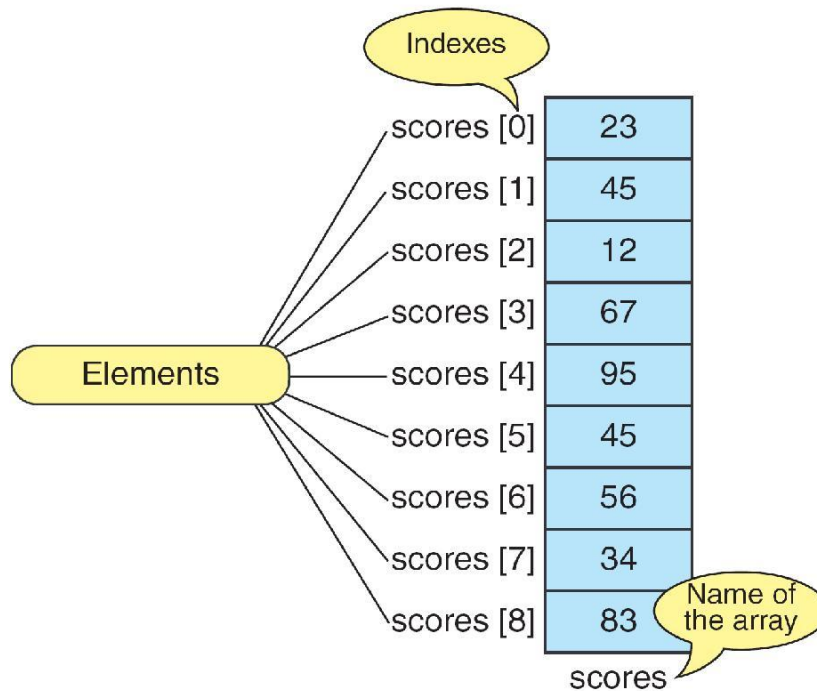 Indexes
scores [0] 23
scores [1] 45
scores [2] 12
scores [3] 67
Elements
scores [4] 95
scores [5] 45
scores [6] 56
scores [7] 34
scores [8] 83
Name of
the array
scores